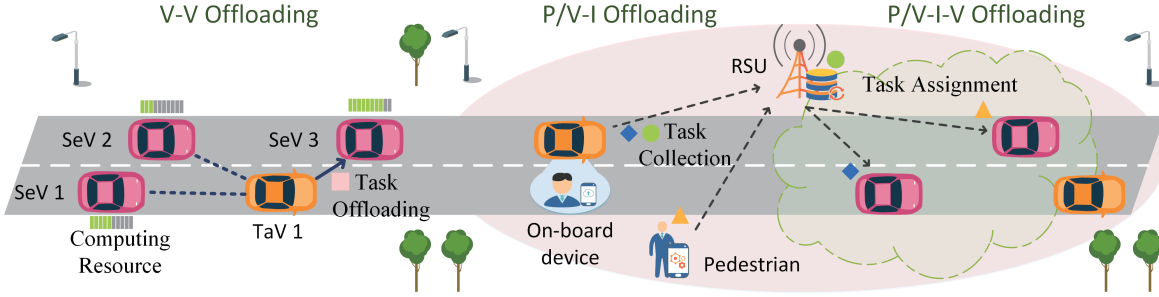 V-V Offloading
P/V-I Offloading
P/V-I-V Offloading
RSU
Task Assignment
SeV 2
SeV 3
Task
Collection
SeV 1
Task
Offloading
TaV 1
Computing
Resource
On-board
device
Pedestrian